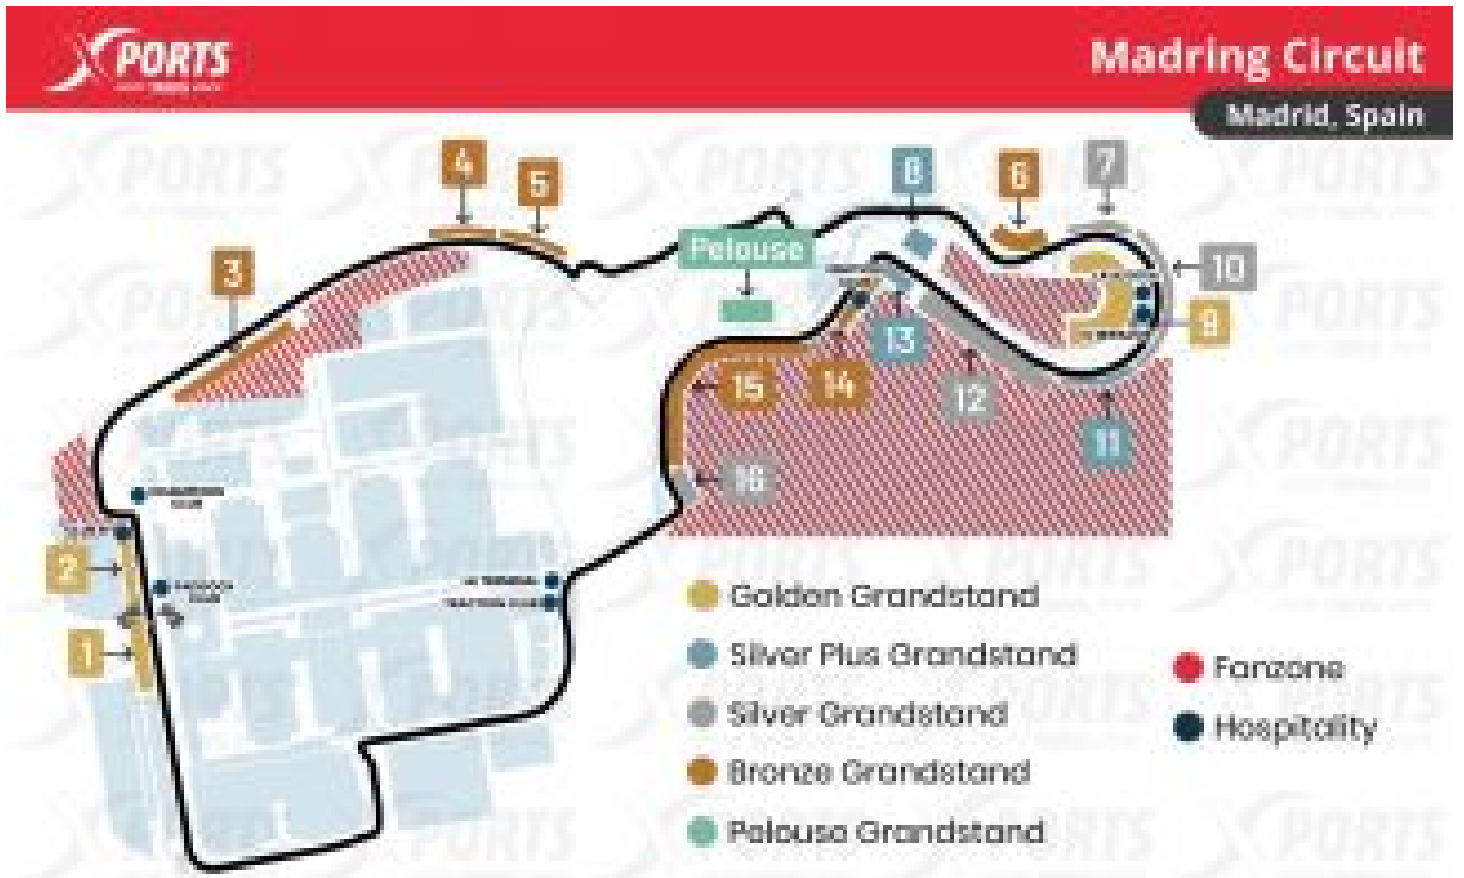 XPORTS
Madring Circuit
Madrid, Spain
4
5
8
6
7
3
Pelouse
10
9
13
15
14
12
11
16
2
1
Golden Grandstand
Silver Plus Grandstand
Silver Grandstand
Bronze Grandstand
Pelouse Grandstand
Fanzone
Hospitality